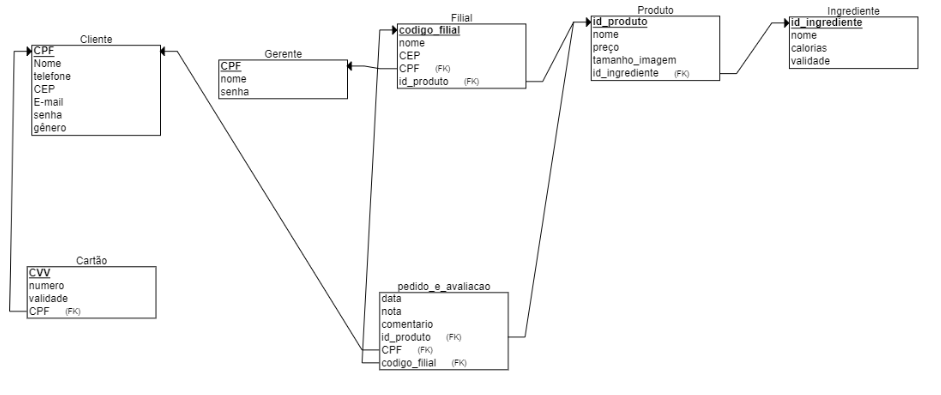 Cliente
CPF
Nome
telefone
CEP
E-mail
senha
gênero
Gerente
CPF
nome
senha
Filial
codigo_filial
nome
CEP
CPF (FK)
id_produto (FK)
Produto
id_produto
nome
preço
tamanho_imagem
id_ingrediente (FK)
Ingrediente
id_ingrediente
nome
calorias
validade
Cartão
CVV
numero
validade
CPF (FK)
pedido_e_avaliacao
data
nota
comentario
id_produto (FK)
CPF (FK)
codigo_filial (FK)